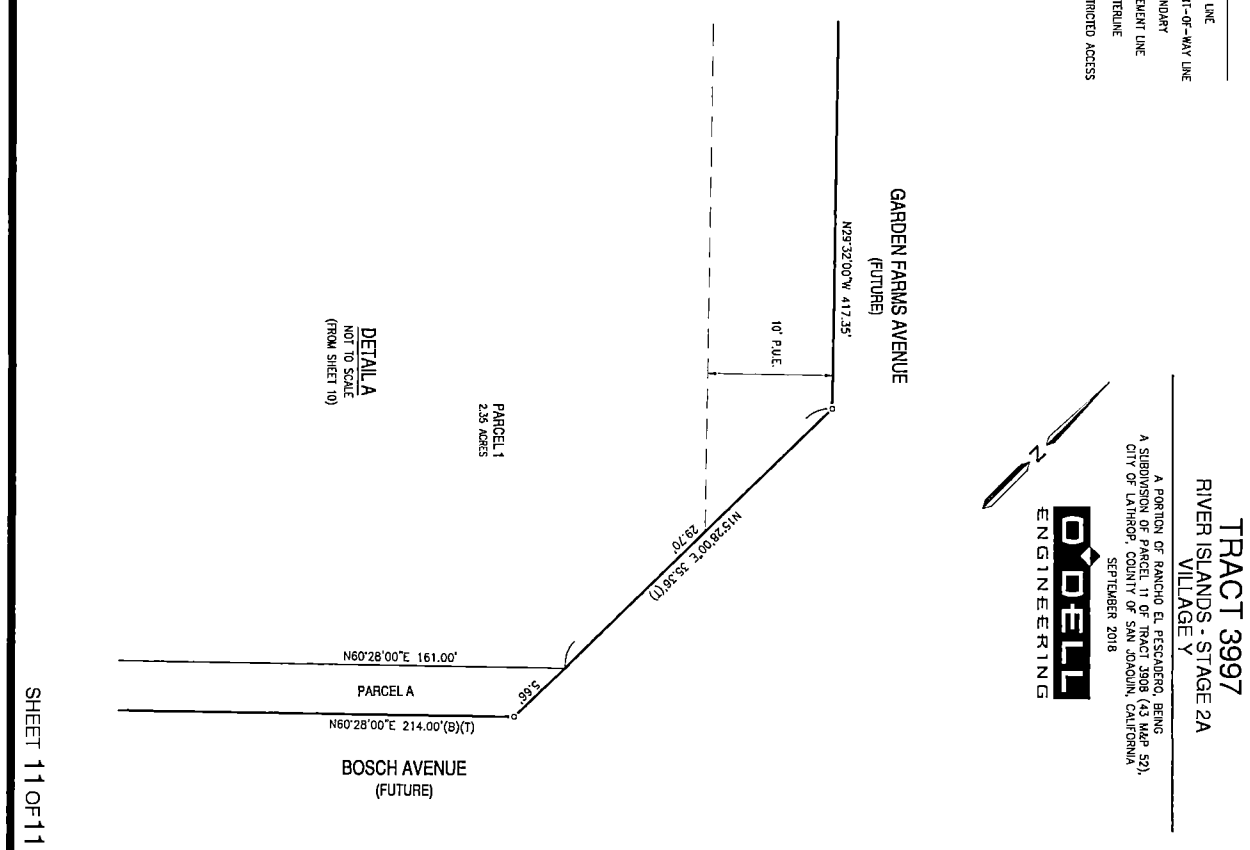 TRACT 3997
RIVER ISLANDS - STAGE 2A
VILLAGE Y
A PORTION OF RANCHO EL PESCADERO, BEING
A SUBDIVISION OF PARCEL 11 OF TRACT 3908 (43 M&P 52),
CITY OF LATHROP, COUNTY OF SAN JOAQUIN, CALIFORNIA
SEPTEMBER 2018
O'DELL
ENGINEERING
N
LINE
T-OF-WAY LINE
NDARY
EMENT LINE
TERLINE
TRICTED ACCESS
GARDEN FARMS AVENUE
(FUTURE)
N29°32'00"W 417.35'
10' P.U.E.
N15°28'00"E 35.36'(T)
29.70'
PARCEL 1
2.35 ACRES
DETAIL A
NOT TO SCALE
(FROM SHEET 10)
N60°28'00"E 161.00'
PARCEL A
5.66'
N60°28'00"E 214.00'(B)(T)
BOSCH AVENUE
(FUTURE)
SHEET 11 OF 11